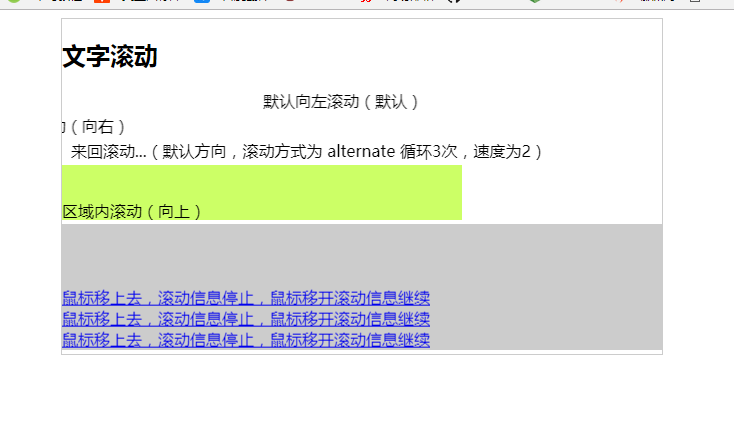 文字滚动
默认向左滚动（默认）
（向右）
来回滚动...（默认方向，滚动方式为 alternate 循环3次，速度为2）
区域内滚动（向上）
鼠标移上去，滚动信息停止，鼠标移开滚动信息继续
鼠标移上去，滚动信息停止，鼠标移开滚动信息继续
鼠标移上去，滚动信息停止，鼠标移开滚动信息继续